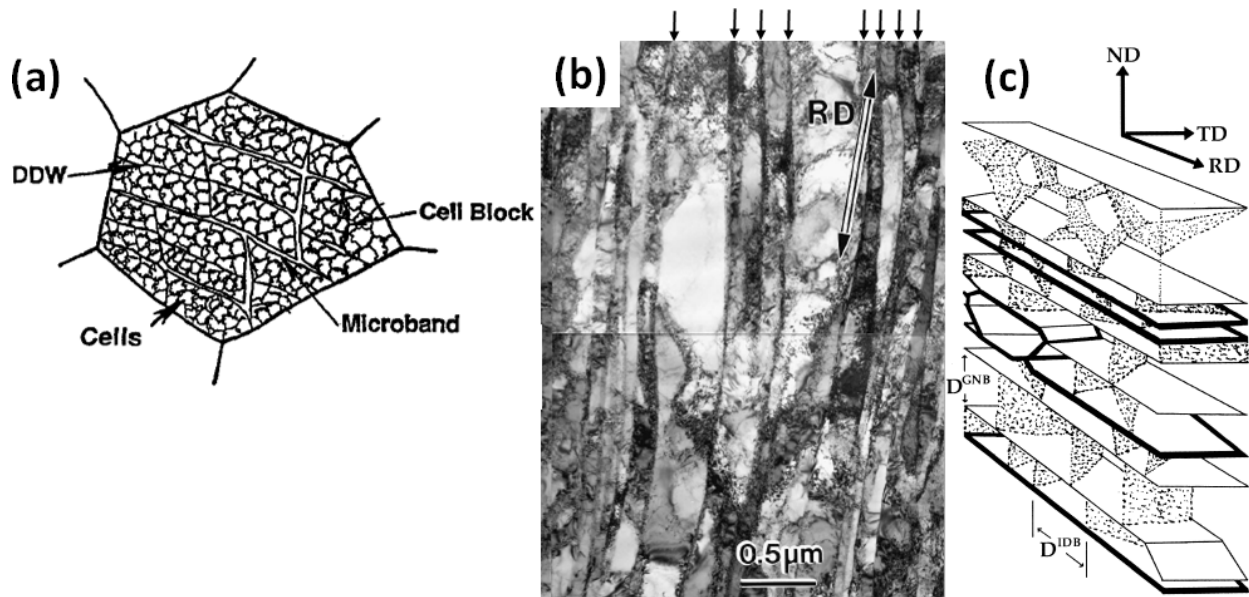 (a)
DDW
Cell Block
Cells
Microband
(b)
RD
0.5μm
(c)
ND
TD
RD
D^GNB
D^IDB